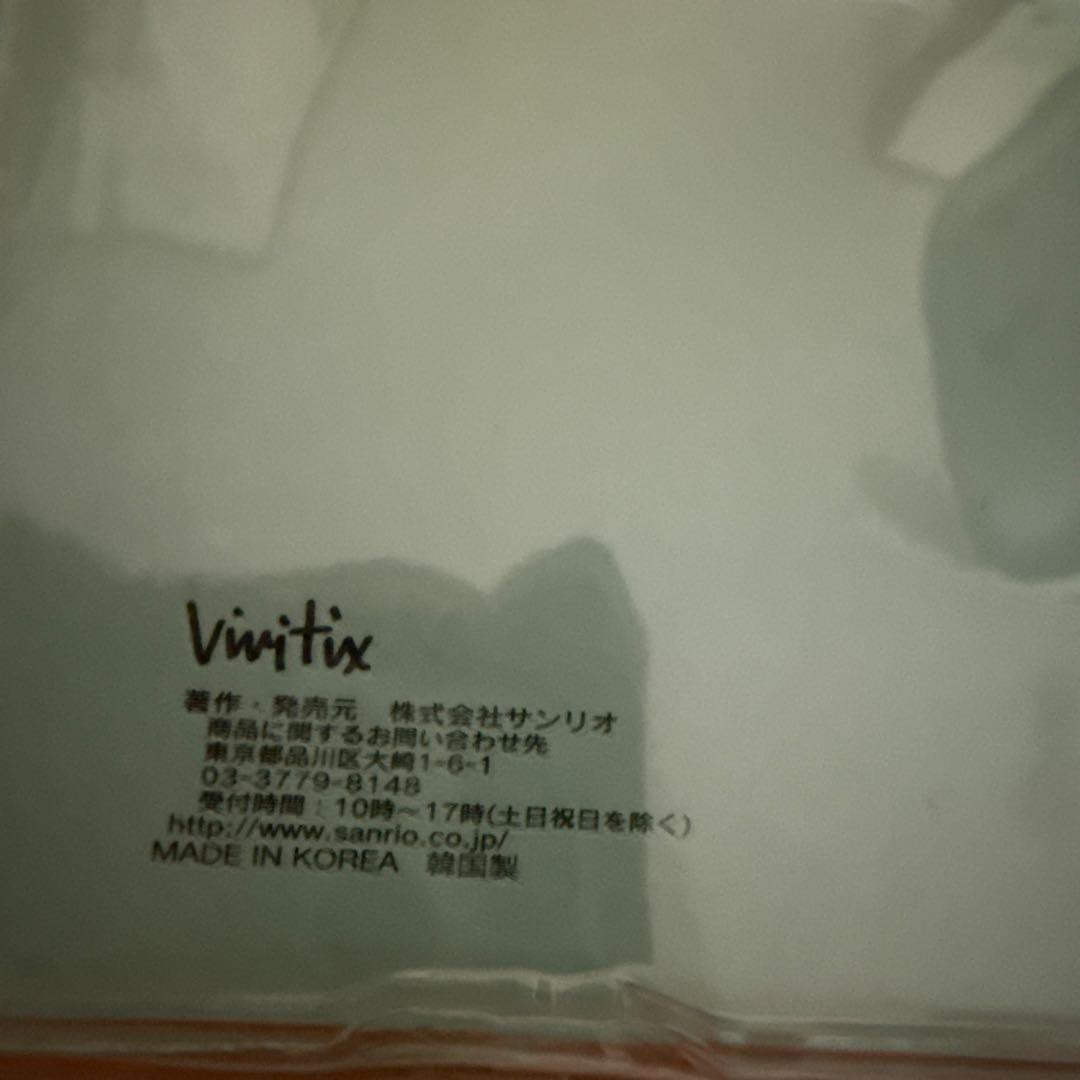 Vivitix
著作・発売元　株式会社サンリオ
商品に関するお問い合わせ先
東京都品川区大崎1-6-1
03-3779-8148
受付時間：10時～17時(土日祝日を除く)
http://www.sanrio.co.jp/
MADE IN KOREA　韓国製